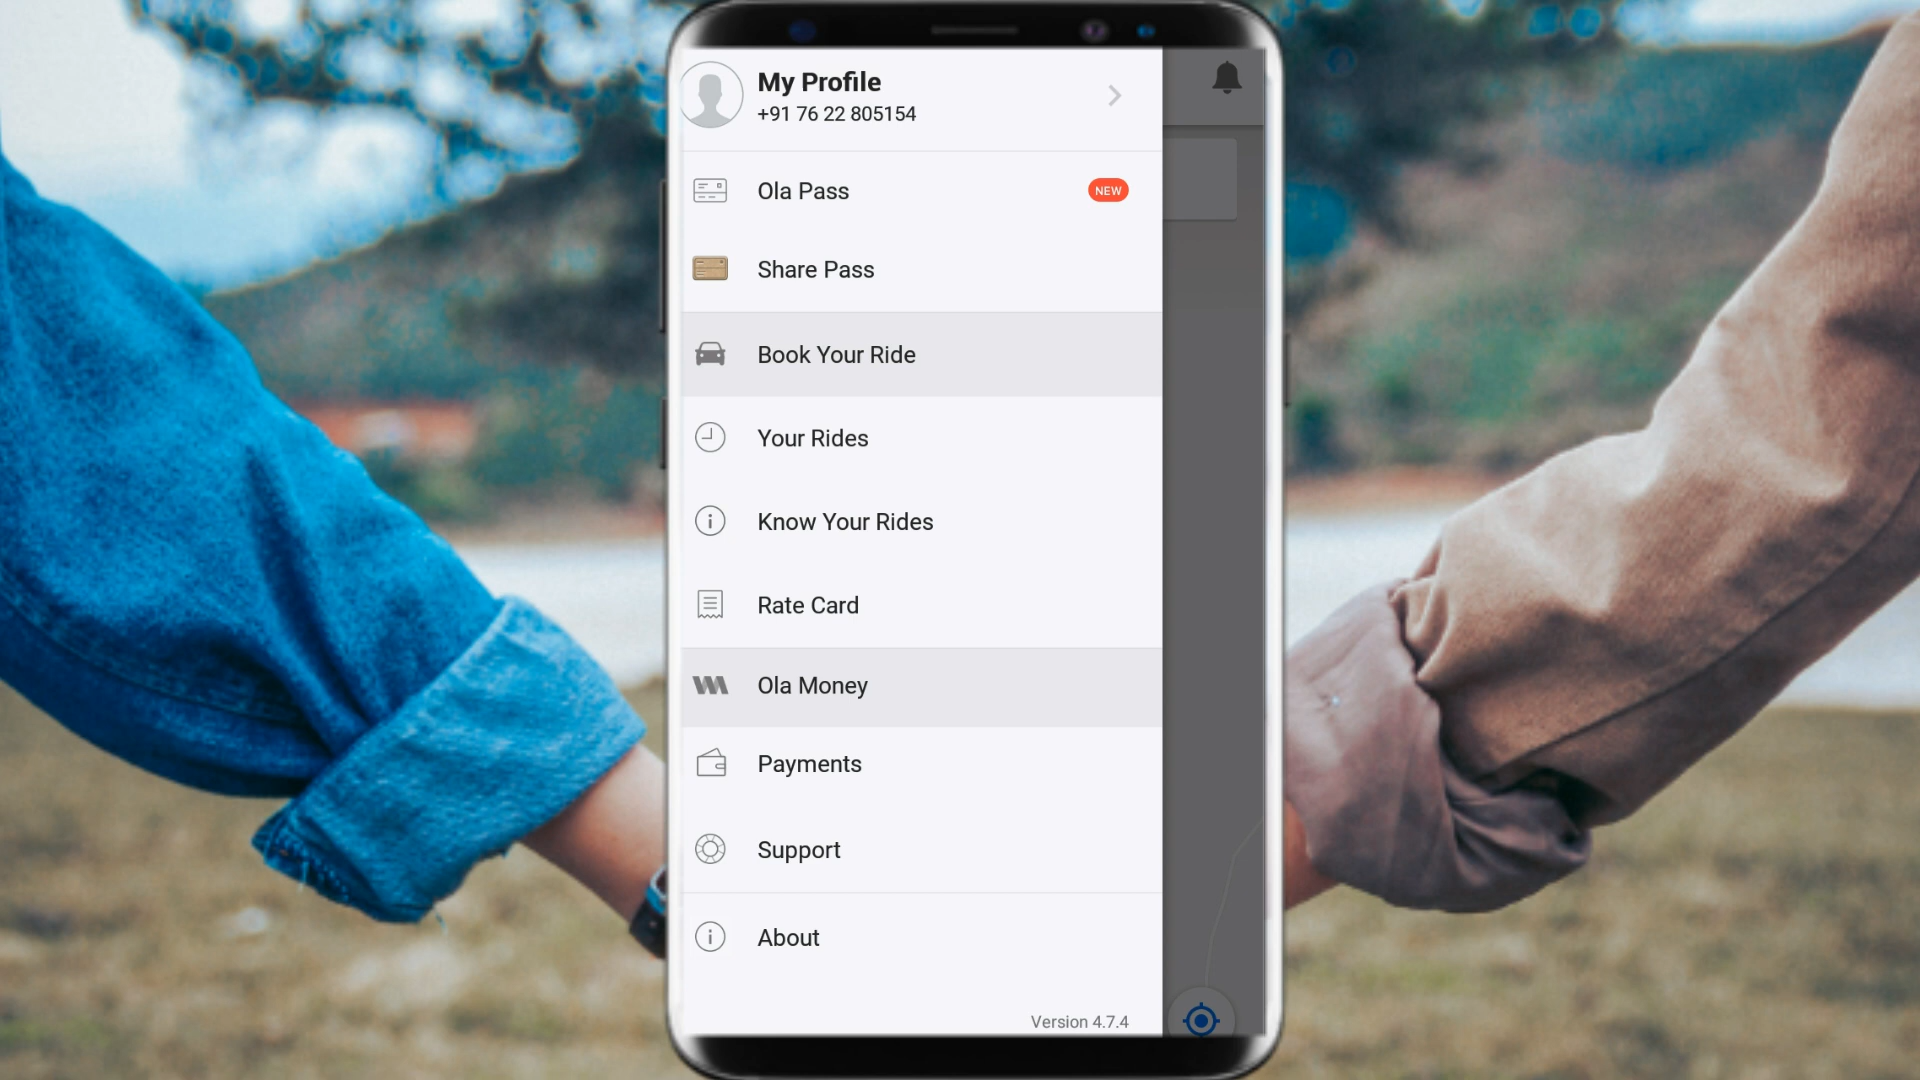 My Profile
+91 76 22 805154
Ola Pass NEW
Share Pass
Book Your Ride
Your Rides
Know Your Rides
Rate Card
Ola Money
Payments
Support
About
Version 4.7.4